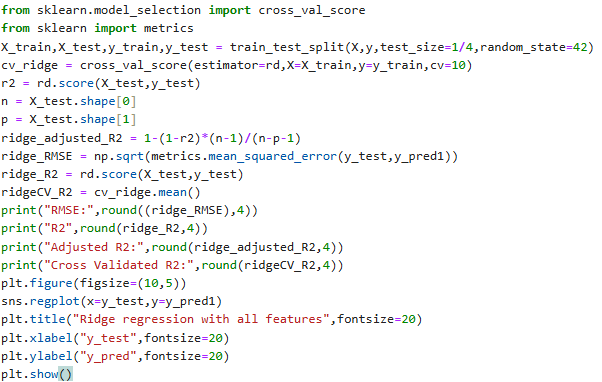 from sklearn.model_selection import cross_val_score
from sklearn import metrics
X_train,X_test,y_train,y_test = train_test_split(X,y,test_size=1/4,random_state=42)
cv_ridge = cross_val_score(estimator=rd,X=X_train,y=y_train,cv=10)
r2 = rd.score(X_test,y_test)
n = X_test.shape[0]
p = X_test.shape[1]
ridge_adjusted_R2 = 1-(1-r2)*(n-1)/(n-p-1)
ridge_RMSE = np.sqrt(metrics.mean_squared_error(y_test,y_pred1))
ridge_R2 = rd.score(X_test,y_test)
ridgeCV_R2 = cv_ridge.mean()
print("RMSE:",round((ridge_RMSE),4))
print("R2",round(ridge_R2,4))
print("Adjusted R2:",round(ridge_adjusted_R2,4))
print("Cross Validated R2:",round(ridgeCV_R2,4))
plt.figure(figsize=(10,5))
sns.regplot(x=y_test,y=y_pred1)
plt.title("Ridge regression with all features",fontsize=20)
plt.xlabel("y_test",fontsize=20)
plt.ylabel("y_pred",fontsize=20)
plt.show()